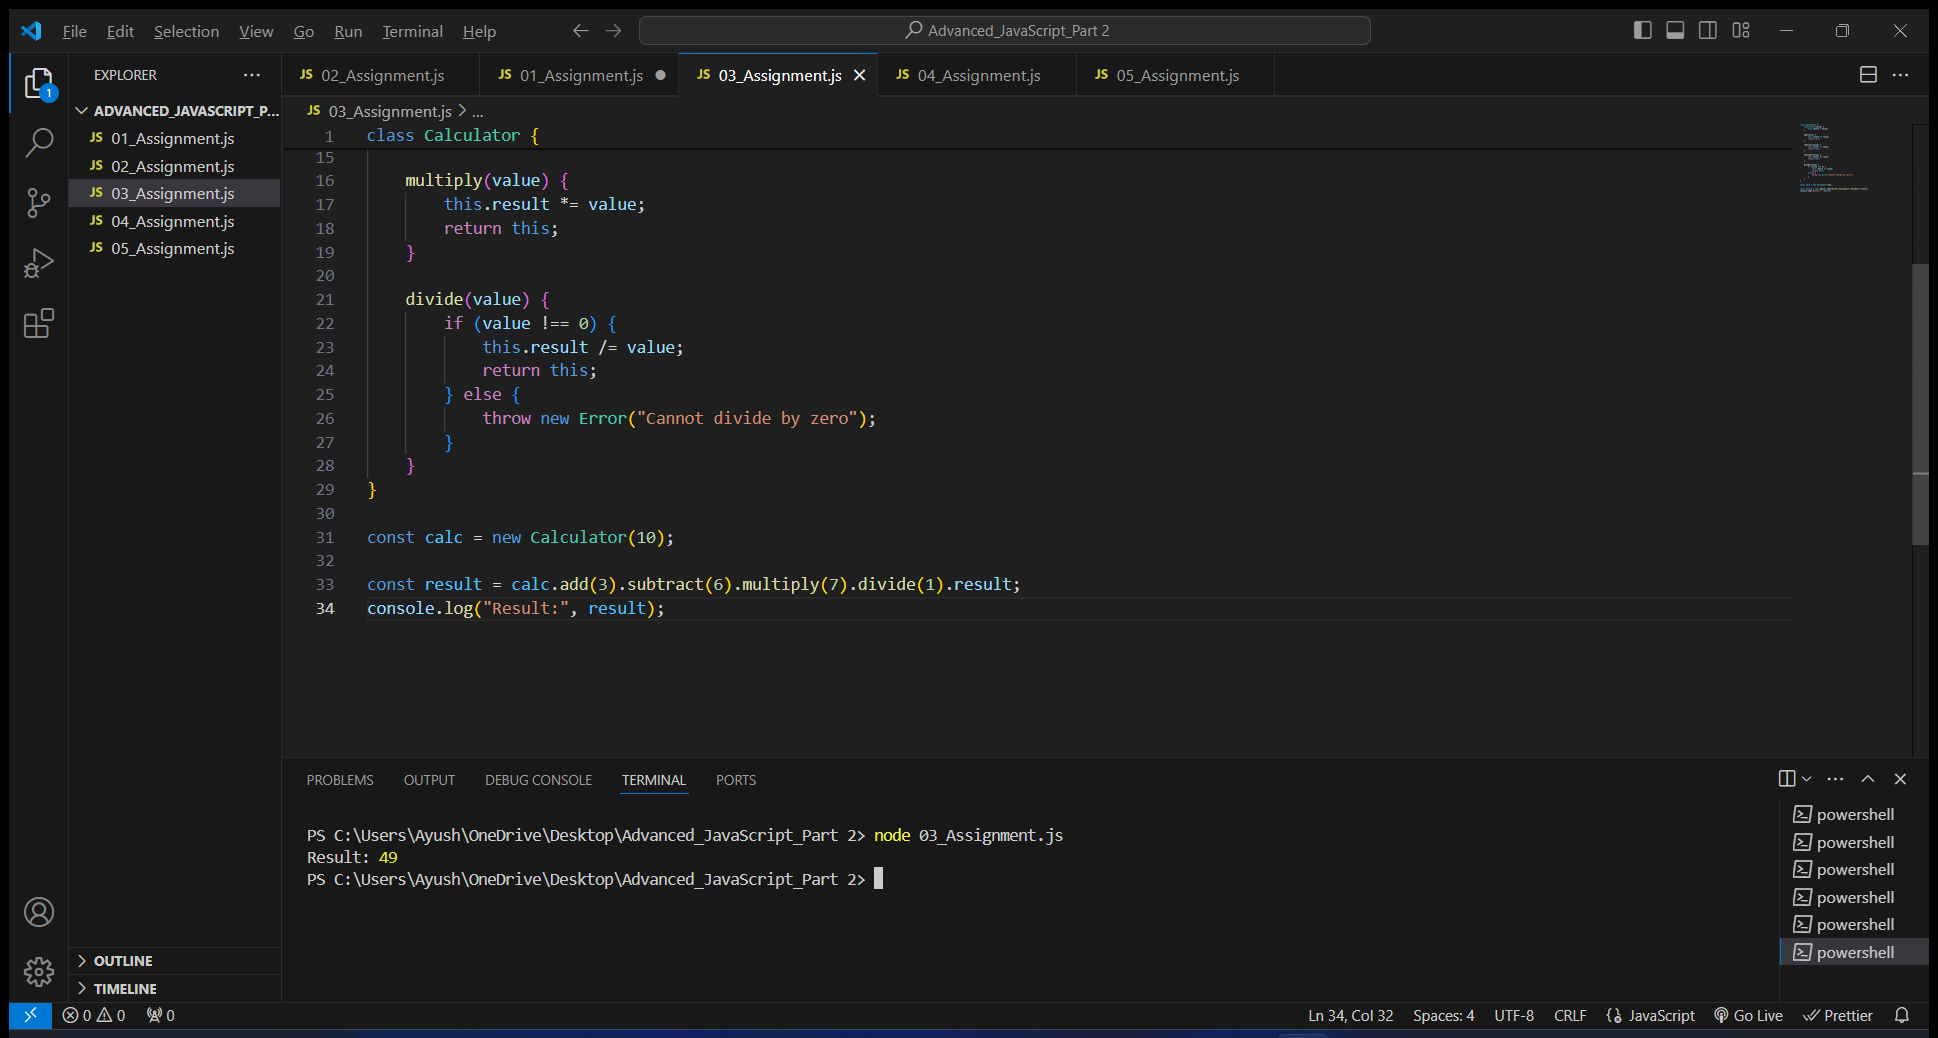 File Edit Selection View Go Run Terminal Help
Advanced_JavaScript_Part 2
EXPLORER
ADVANCED_JAVASCRIPT_P...
JS 01_Assignment.js
JS 02_Assignment.js
JS 03_Assignment.js
JS 04_Assignment.js
JS 05_Assignment.js
OUTLINE
TIMELINE
JS 02_Assignment.js JS 01_Assignment.js JS 03_Assignment.js JS 04_Assignment.js JS 05_Assignment.js
JS 03_Assignment.js > ...
1 class Calculator {
15
16 multiply(value) {
17 this.result *= value;
18 return this;
19 }
20
21 divide(value) {
22 if (value !== 0) {
23 this.result /= value;
24 return this;
25 } else {
26 throw new Error("Cannot divide by zero");
27 }
28 }
29 }
30
31 const calc = new Calculator(10);
32
33 const result = calc.add(3).subtract(6).multiply(7).divide(1).result;
34 console.log("Result:", result);
PROBLEMS OUTPUT DEBUG CONSOLE TERMINAL PORTS
PS C:\Users\Ayush\OneDrive\Desktop\Advanced_JavaScript_Part 2> node 03_Assignment.js
Result: 49
PS C:\Users\Ayush\OneDrive\Desktop\Advanced_JavaScript_Part 2>
powershell
powershell
powershell
powershell
powershell
powershell
1
0 0 0 Ln 34, Col 32 Spaces: 4 UTF-8 CRLF JavaScript Go Live Prettier